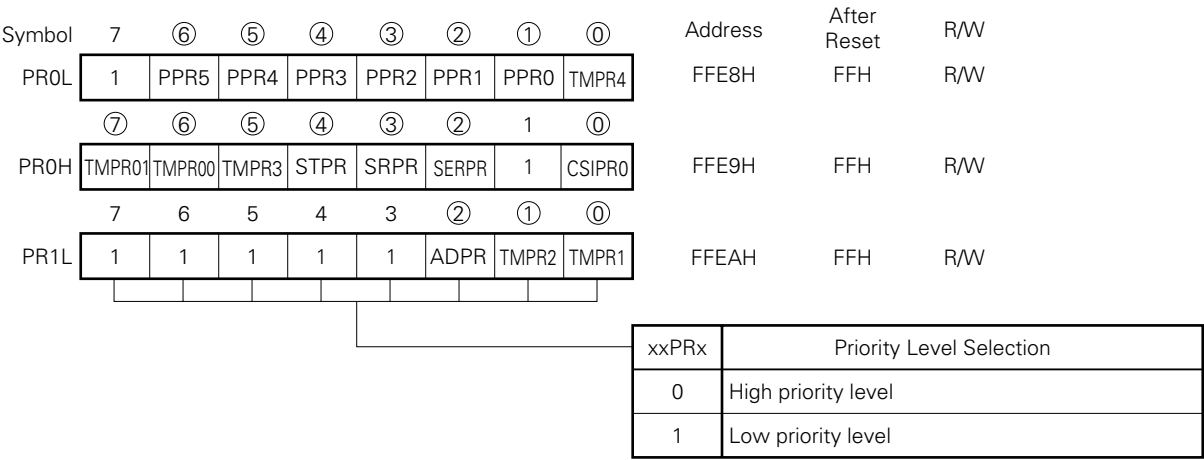 Symbol 7 ⑥ ⑤ ④ ③ ② ① ⓪ Address After Reset R/W
PR0L 1 PPR5 PPR4 PPR3 PPR2 PPR1 PPR0 TMPR4 FFE8H FFH R/W
⑦ ⑥ ⑤ ④ ③ ② 1 ⓪
PR0H TMPR01 TMPR00 TMPR3 STPR SRPR SERPR 1 CSIPR0 FFE9H FFH R/W
7 6 5 4 3 ② ① ⓪
PR1L 1 1 1 1 1 ADPR TMPR2 TMPR1 FFEAH FFH R/W
xxPRx Priority Level Selection
0 High priority level
1 Low priority level